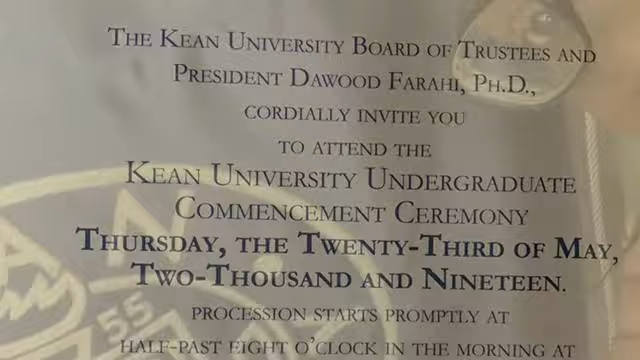 THE KEAN UNIVERSITY BOARD OF TRUSTEES AND
PRESIDENT DAWOOD FARAHI, PH.D.,
CORDIALLY INVITE YOU
TO ATTEND THE
KEAN UNIVERSITY UNDERGRADUATE
COMMENCEMENT CEREMONY
THURSDAY, THE TWENTY-THIRD OF MAY,
TWO-THOUSAND AND NINETEEN.
PROCESSION STARTS PROMPTLY AT
HALF-PAST EIGHT O'CLOCK IN THE MORNING AT
55